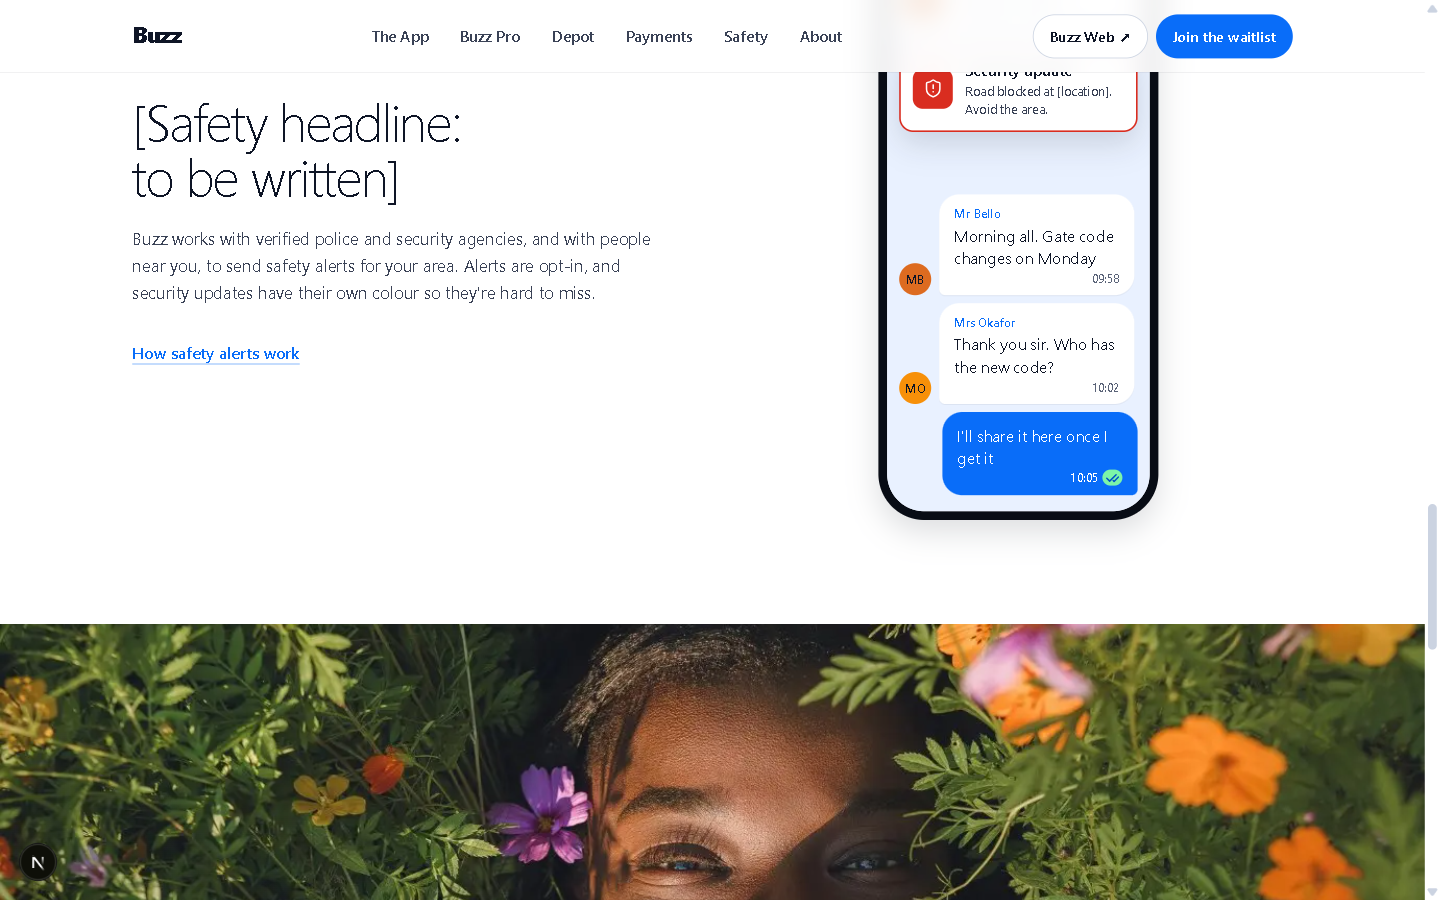 Buzz
The App
Buzz Pro
Depot
Payments
Safety
About
Buzz Web ↗
Join the waitlist
[Safety headline:
to be written]
Buzz works with verified police and security agencies, and with people
near you, to send safety alerts for your area. Alerts are opt-in, and
security updates have their own colour so they're hard to miss.
How safety alerts work
Security update
Road blocked at [location].
Avoid the area.
Mr Bello
Morning all. Gate code
changes on Monday
09:58
MB
Mrs Okafor
Thank you sir. Who has
the new code?
10:02
MO
I'll share it here once I
get it
10:05
N